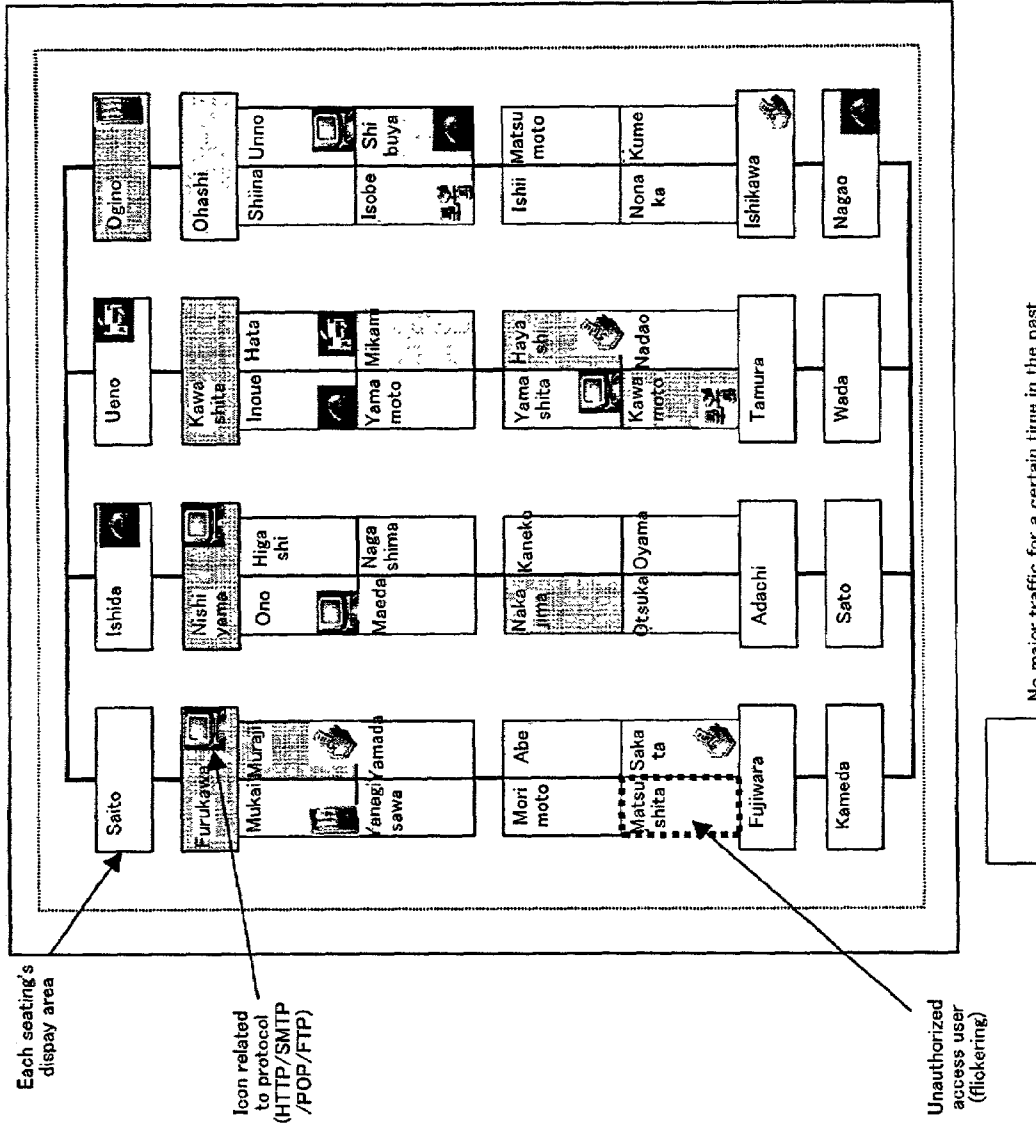 Unauthorized
access user
(flickering)
Icon related
to protocol
(HTTP/SMTP
/POP/FTP)
Each seating's
dispay area
Saito Ishida Ueno Ogino
Furukawa Nishi
yama Kawa
shita Ohashi
Mukai Muraji Ono Higa
shi Inoue Hata Shiina Unno
Yanagi
sawa Yamada Maeda Naga
shima Yama
moto Mikami Isobe Shi
buya
Mori
moto Abe Naka
jima Kaneko Yama
shita Haya
shi Ishii Matsu
moto
Matsu
shita Saka
ta Otsuka Oyama Kawa
moto Nadao Nona
ka Kume
Fujiwara Adachi Tamura Ishikawa
Kameda Sato Wada Nagao
No major traffic for a certain time in the past